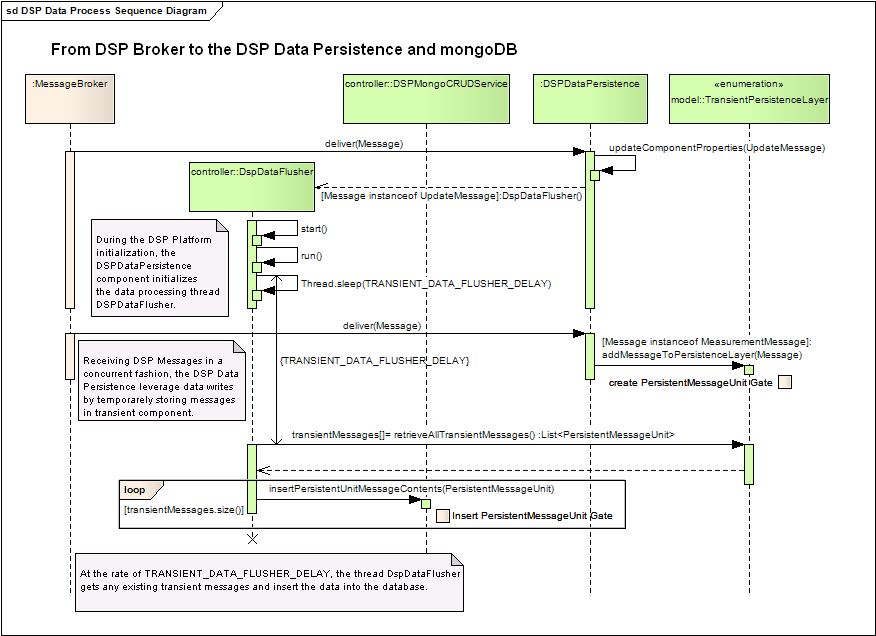 sd DSP Data Process Sequence Diagram
From DSP Broker to the DSP Data Persistence and mongoDB
:MessageBroker
controller::DSPMongoCRUDService
:DSPDataPersistence
«enumeration»
model::TransientPersistenceLayer
deliver(Message)
updateComponentProperties(UpdateMessage)
controller::DspDataFlusher
[Message instanceof UpdateMessage]:DspDataFlusher()
start()
During the DSP Platform
initialization, the
DSPDataPersistence
component initializes
the data processing thread
DSPDataFlusher.
run()
Thread.sleep(TRANSIENT_DATA_FLUSHER_DELAY)
deliver(Message)
[Message instanceof MeasurementMessage]:
addMessageToPersistenceLayer(Message)
Receiving DSP Messages in a
concurrent fashion, the DSP Data
Persistence leverage data writes
by temporarely storing messages
in transient component.
{TRANSIENT_DATA_FLUSHER_DELAY}
create PersistentMessageUnit Gate
transientMessages[]= retrieveAllTransientMessages() :List<PersistentMessageUnit>
loop
insertPersistentUnitMessageContents(PersistentMessageUnit)
[transientMessages.size()]
Insert PersistentMessageUnit Gate
At the rate of TRANSIENT_DATA_FLUSHER_DELAY, the thread DspDataFlusher
gets any existing transient messages and insert the data into the database.